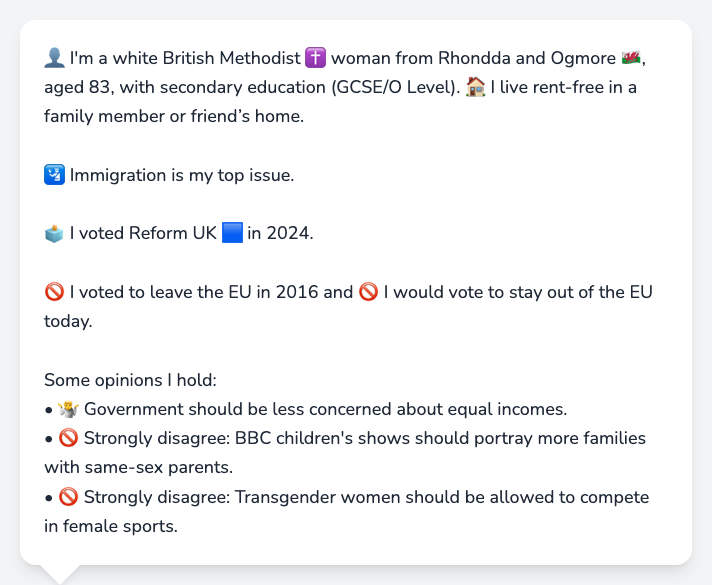 👤 I'm a white British Methodist ✝️ woman from Rhondda and Ogmore 🏴󠁧󠁢󠁷󠁬󠁳󠁿,
aged 83, with secondary education (GCSE/O Level). 🏠 I live rent-free in a
family member or friend’s home.
🛂 Immigration is my top issue.
🗳️ I voted Reform UK 🟦 in 2024.
🚫 I voted to leave the EU in 2016 and 🚫 I would vote to stay out of the EU
today.
Some opinions I hold:
• 🤷 Government should be less concerned about equal incomes.
• 🚫 Strongly disagree: BBC children's shows should portray more families
with same-sex parents.
• 🚫 Strongly disagree: Transgender women should be allowed to compete
in female sports.